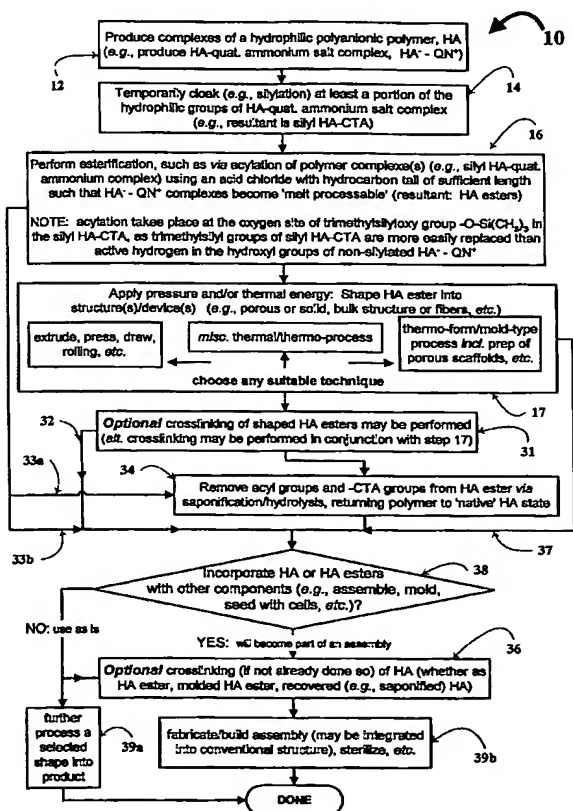 10
Produce complexes of a hydrophilic polyanionic polymer, HA
(e.g., produce HA-quat. ammonium salt complex, HA⁻ - QN⁺)
12
14
Temporarily cloak (e.g., silylation) at least a portion of the
hydrophilic groups of HA-quat. ammonium salt complex
(e.g., resultant is silyl HA-CTA)
16
Perform esterification, such as via acylation of polymer complexe(s) (e.g., silyl HA-quat.
ammonium complex) using an acid chloride with hydrocarbon tail of sufficient length
such that HA⁻ - QN⁺ complexes become 'melt processable' (resultant: HA esters)
NOTE: acylation takes place at the oxygen site of trimethylsilyloxy group -O-Si(CH₃)₃ in
the silyl HA-CTA, as trimethylsilyl groups of silyl HA-CTA are more easily replaced than
active hydrogen in the hydroxyl groups of non-silylated HA⁻ - QN⁺
Apply pressure and/or thermal energy: Shape HA ester into
structure(s)/device(s) (e.g., porous or solid, bulk structure or fibers, etc.)
extrude, press, draw,
rolling, etc.
misc. thermal/thermo-process
thermo-form/mold-type
process incl. prep of
porous scaffolds, etc.
choose any suitable technique
17
32
Optional crosslinking of shaped HA esters may be performed
(alt. crosslinking may be performed in conjunction with step 17)
31
33a
34
Remove acyl groups and -CTA groups from HA ester via
saponification/hydrolysis, returning polymer to 'native' HA state
33b
37
38
Incorporate HA or HA esters
with other components (e.g., assemble, mold,
seed with cells, etc.)?
NO: use as is
YES: will become part of an assembly
36
Optional crosslinking (if not already done so) of HA (whether as
HA ester, molded HA ester, recovered (e.g., saponified) HA)
further
process a
selected
shape into
product
39a
fabricate/build assembly (may be integrated
into conventional structure), sterilize, etc.
39b
DONE